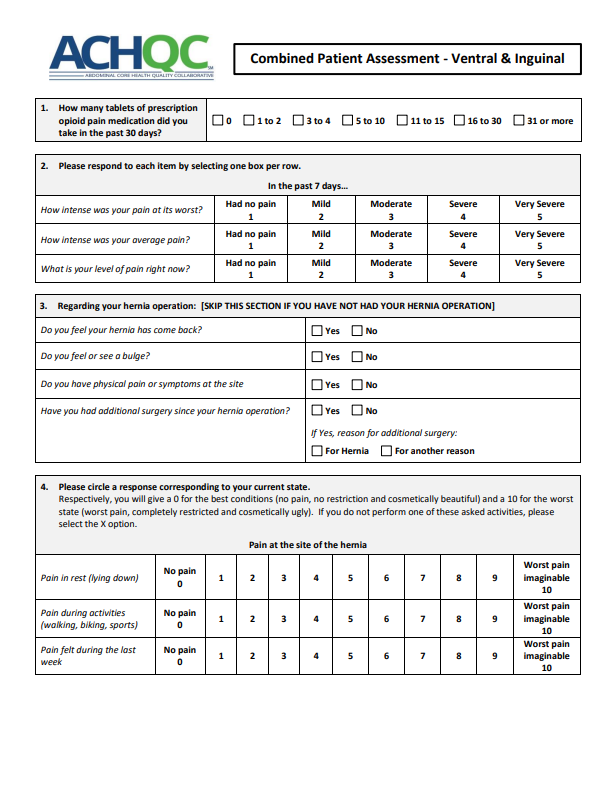 ACHQC
ABDOMINAL CORE HEALTH QUALITY COLLABORATIVE
Combined Patient Assessment - Ventral & Inguinal
1. How many tablets of prescription
opioid pain medication did you
take in the past 30 days?
0 1 to 2 3 to 4 5 to 10 11 to 15 16 to 30 31 or more
2. Please respond to each item by selecting one box per row.
In the past 7 days...
How intense was your pain at its worst? Had no pain 1 Mild 2 Moderate 3 Severe 4 Very Severe 5
How intense was your average pain? Had no pain 1 Mild 2 Moderate 3 Severe 4 Very Severe 5
What is your level of pain right now? Had no pain 1 Mild 2 Moderate 3 Severe 4 Very Severe 5
3. Regarding your hernia operation: [SKIP THIS SECTION IF YOU HAVE NOT HAD YOUR HERNIA OPERATION]
Do you feel your hernia has come back? Yes No
Do you feel or see a bulge? Yes No
Do you have physical pain or symptoms at the site Yes No
Have you had additional surgery since your hernia operation? Yes No
If Yes, reason for additional surgery:
For Hernia For another reason
4. Please circle a response corresponding to your current state.
Respectively, you will give a 0 for the best conditions (no pain, no restriction and cosmetically beautiful) and a 10 for the worst
state (worst pain, completely restricted and cosmetically ugly). If you do not perform one of these asked activities, please
select the X option.
Pain at the site of the hernia
Pain in rest (lying down) No pain 0 1 2 3 4 5 6 7 8 9 Worst pain imaginable 10
Pain during activities (walking, biking, sports) No pain 0 1 2 3 4 5 6 7 8 9 Worst pain imaginable 10
Pain felt during the last week No pain 0 1 2 3 4 5 6 7 8 9 Worst pain imaginable 10